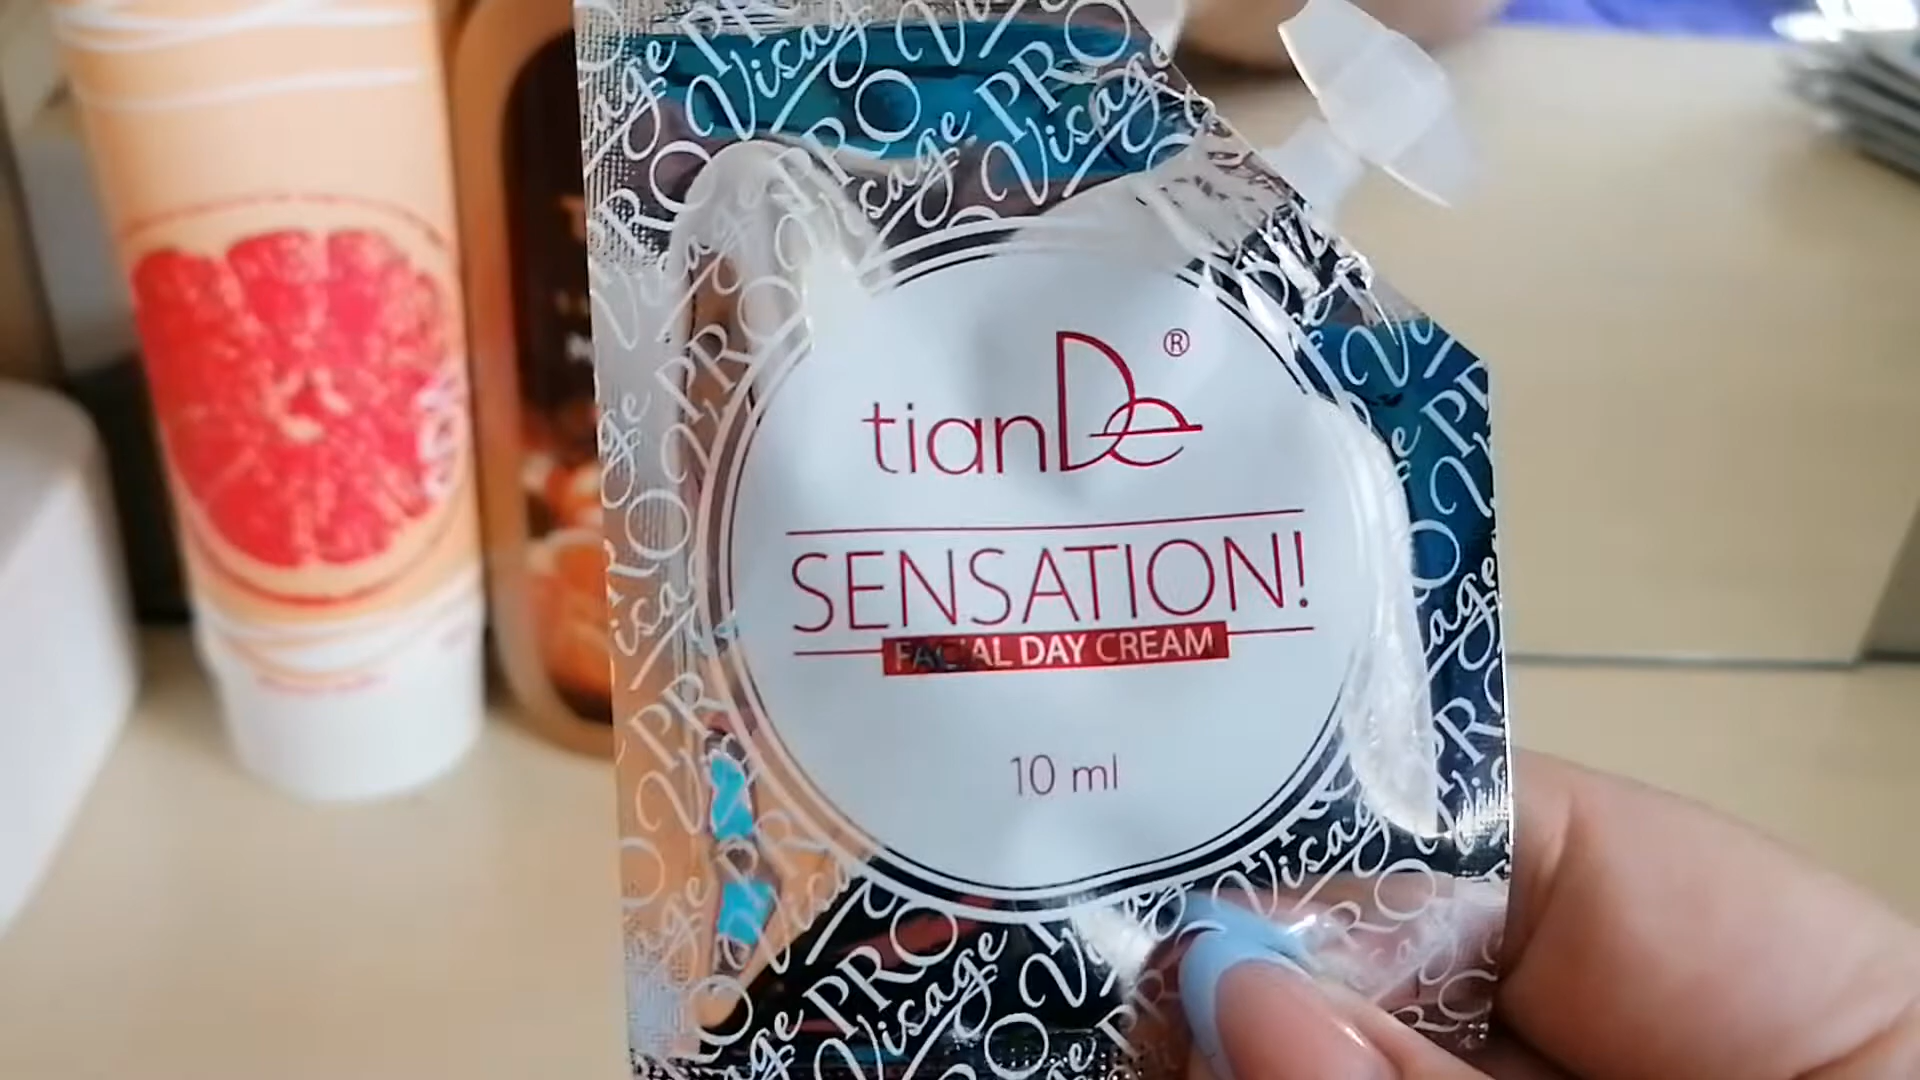 tianDe®
SENSATION!
FACIAL DAY CREAM
10 ml
PRO Visage